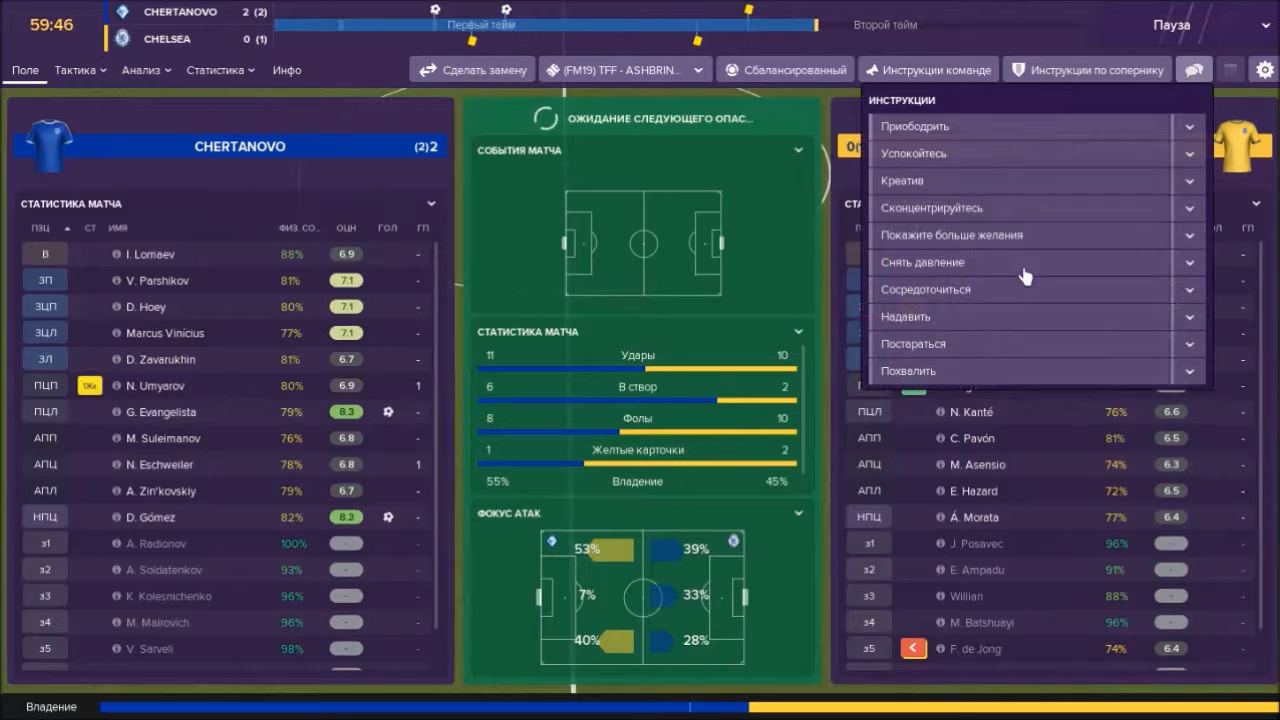 59:46
CHERTANOVO 2 (2)
CHELSEA 0 (1)
Первый тайм
Второй тайм
Пауза
Поле Тактика Анализ Статистика Инфо
Сделать замену
(FM19) TFF - ASHBRIN...
Сбалансированный
Инструкции команде
Инструкции по сопернику
CHERTANOVO (2)2
СТАТИСТИКА МАТЧА
ПЗЦ СТ ИМЯ ФИЗ. СО... ОЦН ГОЛ ГП
В I. Lomaev 88% 6.9 -
ЗП V. Parshikov 81% 7.1 -
ЗЦП D. Hoey 80% 7.1 -
ЗЦЛ Marcus Vinícius 77% 7.1 -
ЗЛ D. Zavarukhin 81% 6.7 -
ПЦП 1Жк N. Umyarov 80% 6.9 1
ПЦЛ G. Evangelista 79% 8.3 -
АПП M. Suleimanov 76% 6.8 -
АПЦ N. Eschweiler 78% 6.8 1
АПЛ A. Zin'kovskiy 79% 6.7 -
НПЦ D. Gómez 82% 8.3 -
з1 A. Radionov 100% - -
з2 A. Soldatenkov 93% - -
з3 K. Kolesnichenko 96% - -
з4 M. Mairovich 96% - -
з5 V. Sarveli 98% - -
ОЖИДАНИЕ СЛЕДУЮЩЕГО ОПАС...
СОБЫТИЯ МАТЧА
СТАТИСТИКА МАТЧА
11 Удары 10
6 В створ 2
8 Фолы 10
1 Желтые карточки 2
55% Владение 45%
ФОКУС АТАК
53% 39%
7% 33%
40% 28%
ИНСТРУКЦИИ
Приободрить
Успокойтесь
Креатив
Сконцентрируйтесь
Покажите больше желания
Снять давление
Сосредоточиться
Надавить
Постараться
Похвалить
ГП
ПЦЛ N. Kanté 76% 6.6 -
АПП C. Pavón 81% 6.5 -
АПЦ M. Asensio 74% 6.3 -
АПЛ E. Hazard 72% 6.5 -
НПЦ Á. Morata 77% 6.4 -
з1 J. Posavec 96% - -
з2 E. Ampadu 91% - -
з3 Willian 88% - -
з4 M. Batshuayi 96% - -
з5 F. de Jong 74% 6.4 -
Владение